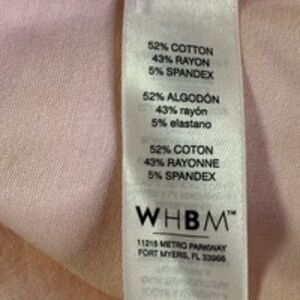 52% COTTON
43% RAYON
5% SPANDEX
52% ALGODÓN
43% rayón
5% elastano
52% COTON
43% RAYONNE
5% SPANDEX
WHBM™
11215 METRO PARKWAY
FORT MYERS, FL 33966